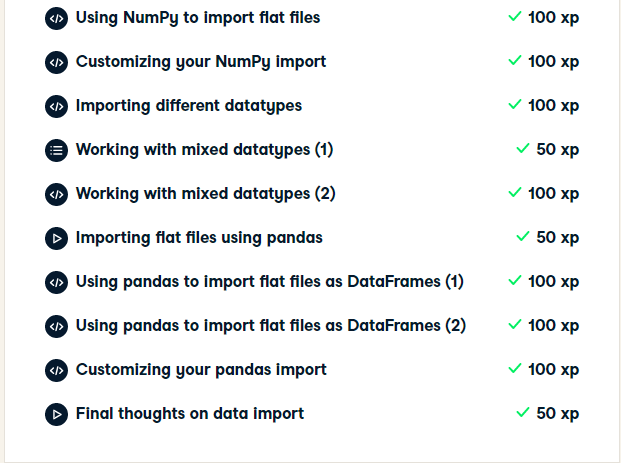 Using NumPy to import flat files 100 xp
Customizing your NumPy import 100 xp
Importing different datatypes 100 xp
Working with mixed datatypes (1) 50 xp
Working with mixed datatypes (2) 100 xp
Importing flat files using pandas 50 xp
Using pandas to import flat files as DataFrames (1) 100 xp
Using pandas to import flat files as DataFrames (2) 100 xp
Customizing your pandas import 100 xp
Final thoughts on data import 50 xp